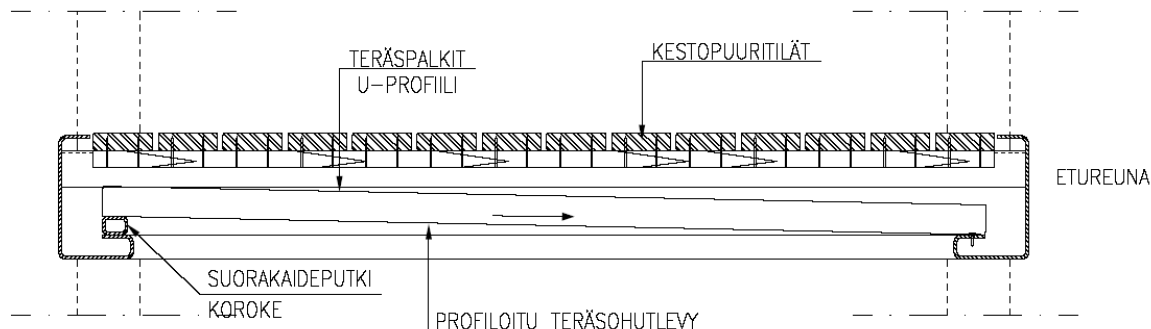 TERÄSPALKIT
U-PROFIILI
KESTOPUURITILÄT
ETUREUNA
SUORAKAIDEPUTKI
KOROKE
PROFILOITU TERÄSOHUTLEVY